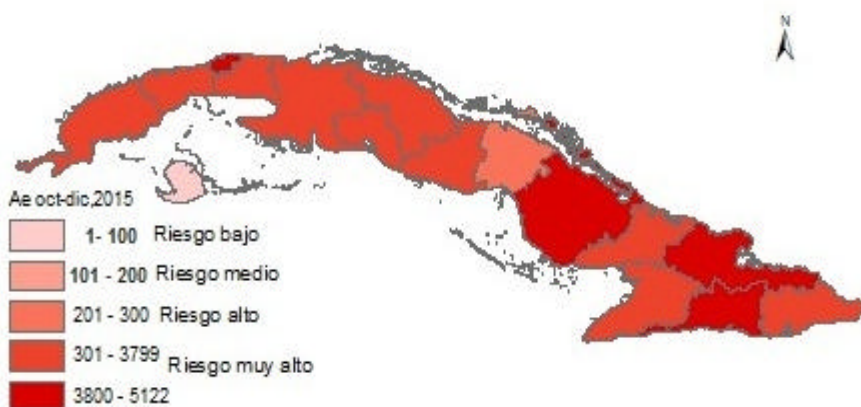 N
Ae oct-dic,2015
1- 100 Riesgo bajo
101 - 200 Riesgo medio
201 - 300 Riesgo alto
301 - 3799 Riesgo muy alto
3800 - 5122